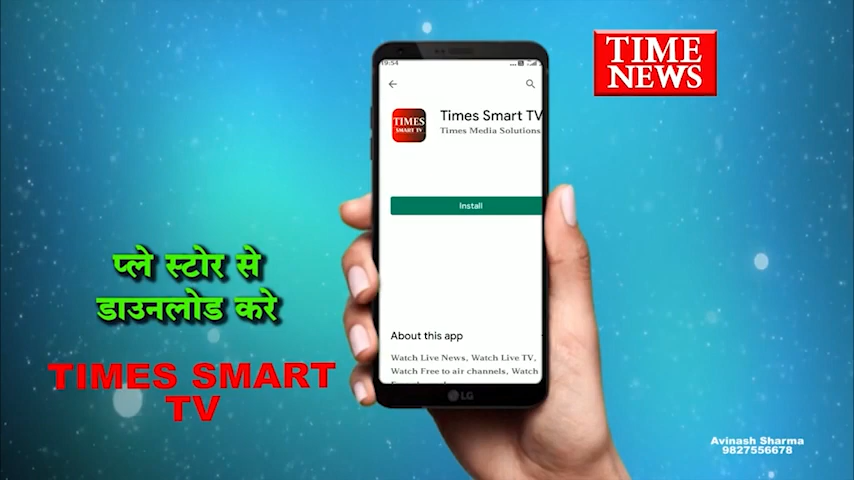 TIME
NEWS
19:54
Times Smart TV
TIMES
SMART TV
Times Media Solutions
Install
प्ले स्टोर से
डाउनलोड करे
About this app
Watch Live News, Watch Live TV,
Watch Free to air channels, Watch
TIMES SMART
TV
LG
Avinash Sharma
9827556678